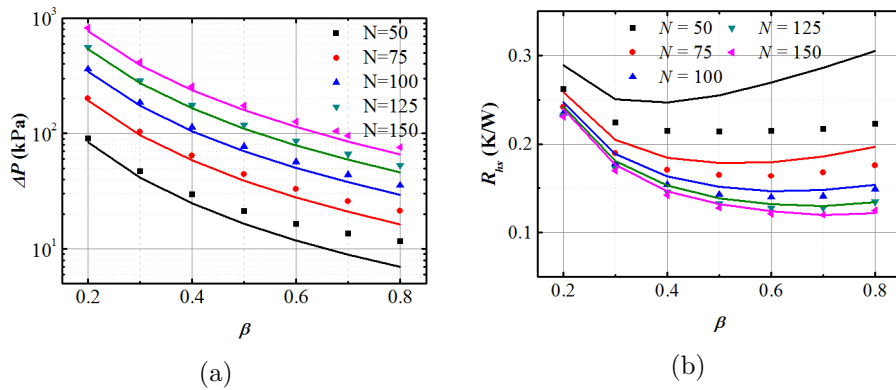 (a)
ΔP (kPa)
10³
10²
10¹
0.2 0.4 0.6 0.8
β
N=50
N=75
N=100
N=125
N=150
(b)
R_hs (K/W)
0.3
0.2
0.1
0.2 0.4 0.6 0.8
β
N = 50
N = 75
N = 100
N = 125
N = 150
(a)
(b)